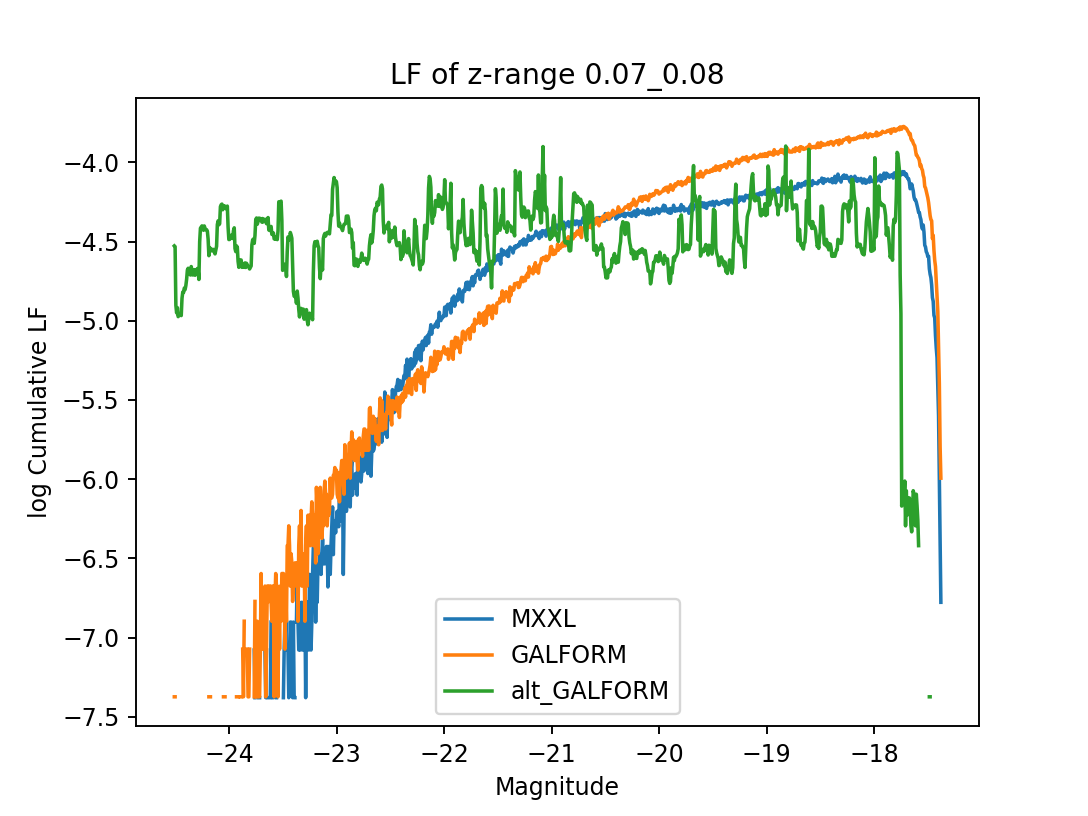 LF of z-range 0.07_0.08
log Cumulative LF
−4.0
−4.5
−5.0
−5.5
−6.0
−6.5
−7.0
−7.5
MXXL
GALFORM
alt_GALFORM
−24 −23 −22 −21 −20 −19 −18
Magnitude